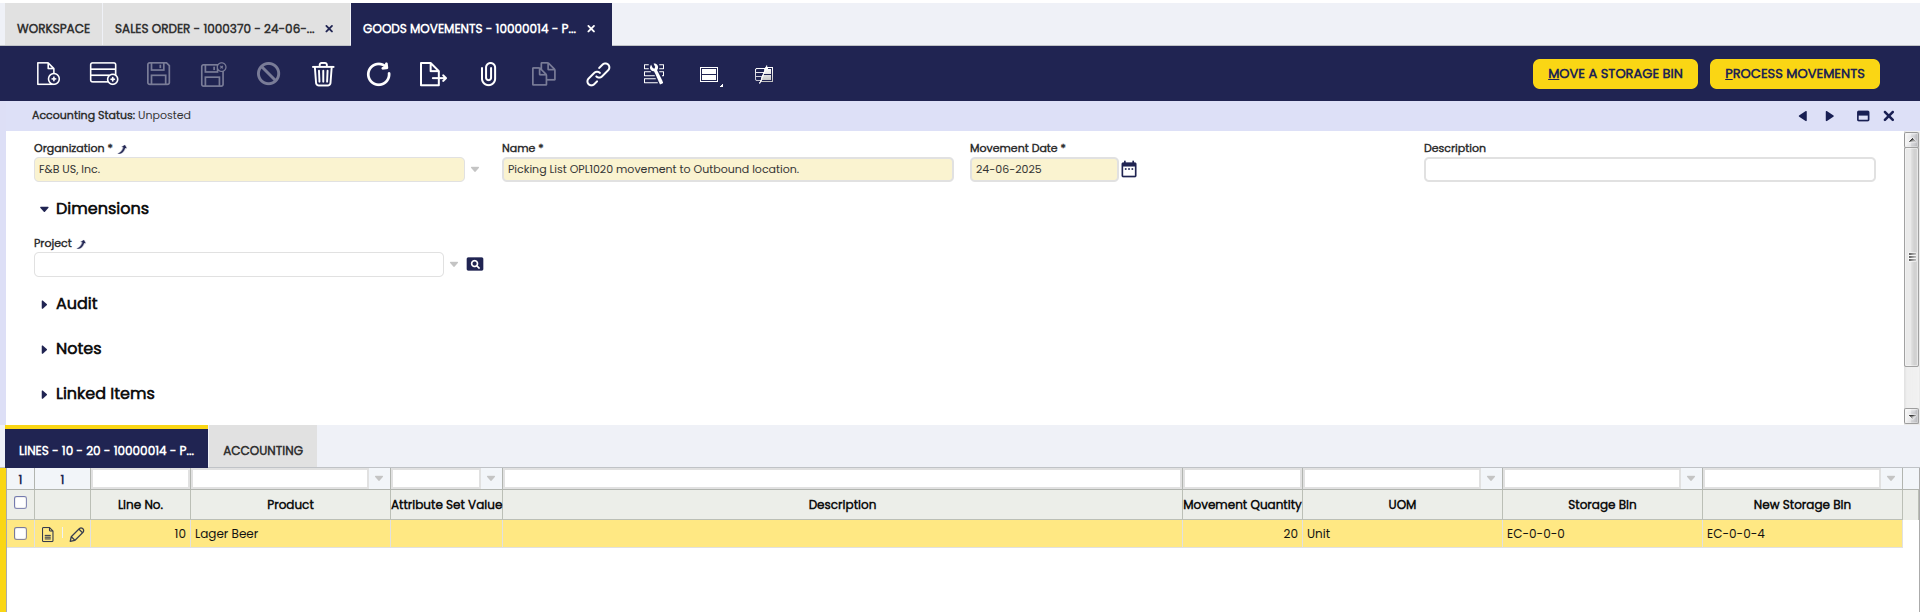 WORKSPACE
SALES ORDER - 1000370 - 24-06-...
GOODS MOVEMENTS - 10000014 - P...
MOVE A STORAGE BIN
PROCESS MOVEMENTS
Accounting Status: Unposted
Organization *
Name *
Movement Date *
Description
F&B US, Inc.
Picking List OPL1020 movement to Outbound location.
24-06-2025
Dimensions
Project
Audit
Notes
Linked Items
LINES - 10 - 20 - 10000014 - P...
ACCOUNTING
1 1
Line No. Product Attribute Set Value Description Movement Quantity UOM Storage Bin New Storage Bin
10 Lager Beer 20 Unit EC-0-0-0 EC-0-0-4